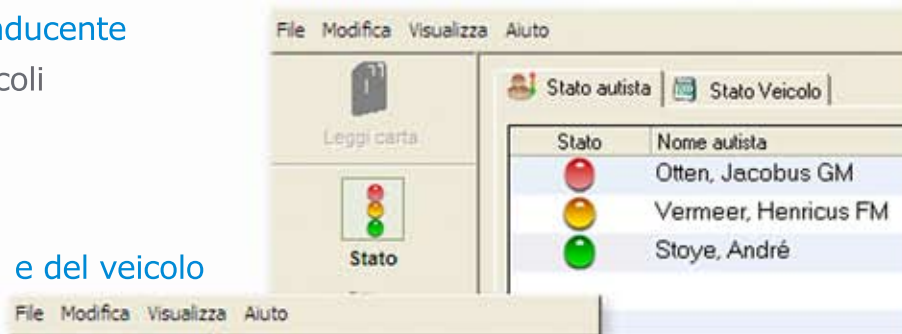 nducente
coli
e del veicolo
File Modifica Visualizza Aiuto
Leggi carta
Stato
Stato autista Stato Veicolo
Stato Nome autista
Otten, Jacobus GM
Vermeer, Henricus FM
Stoye, André
File Modifica Visualizza Aiuto